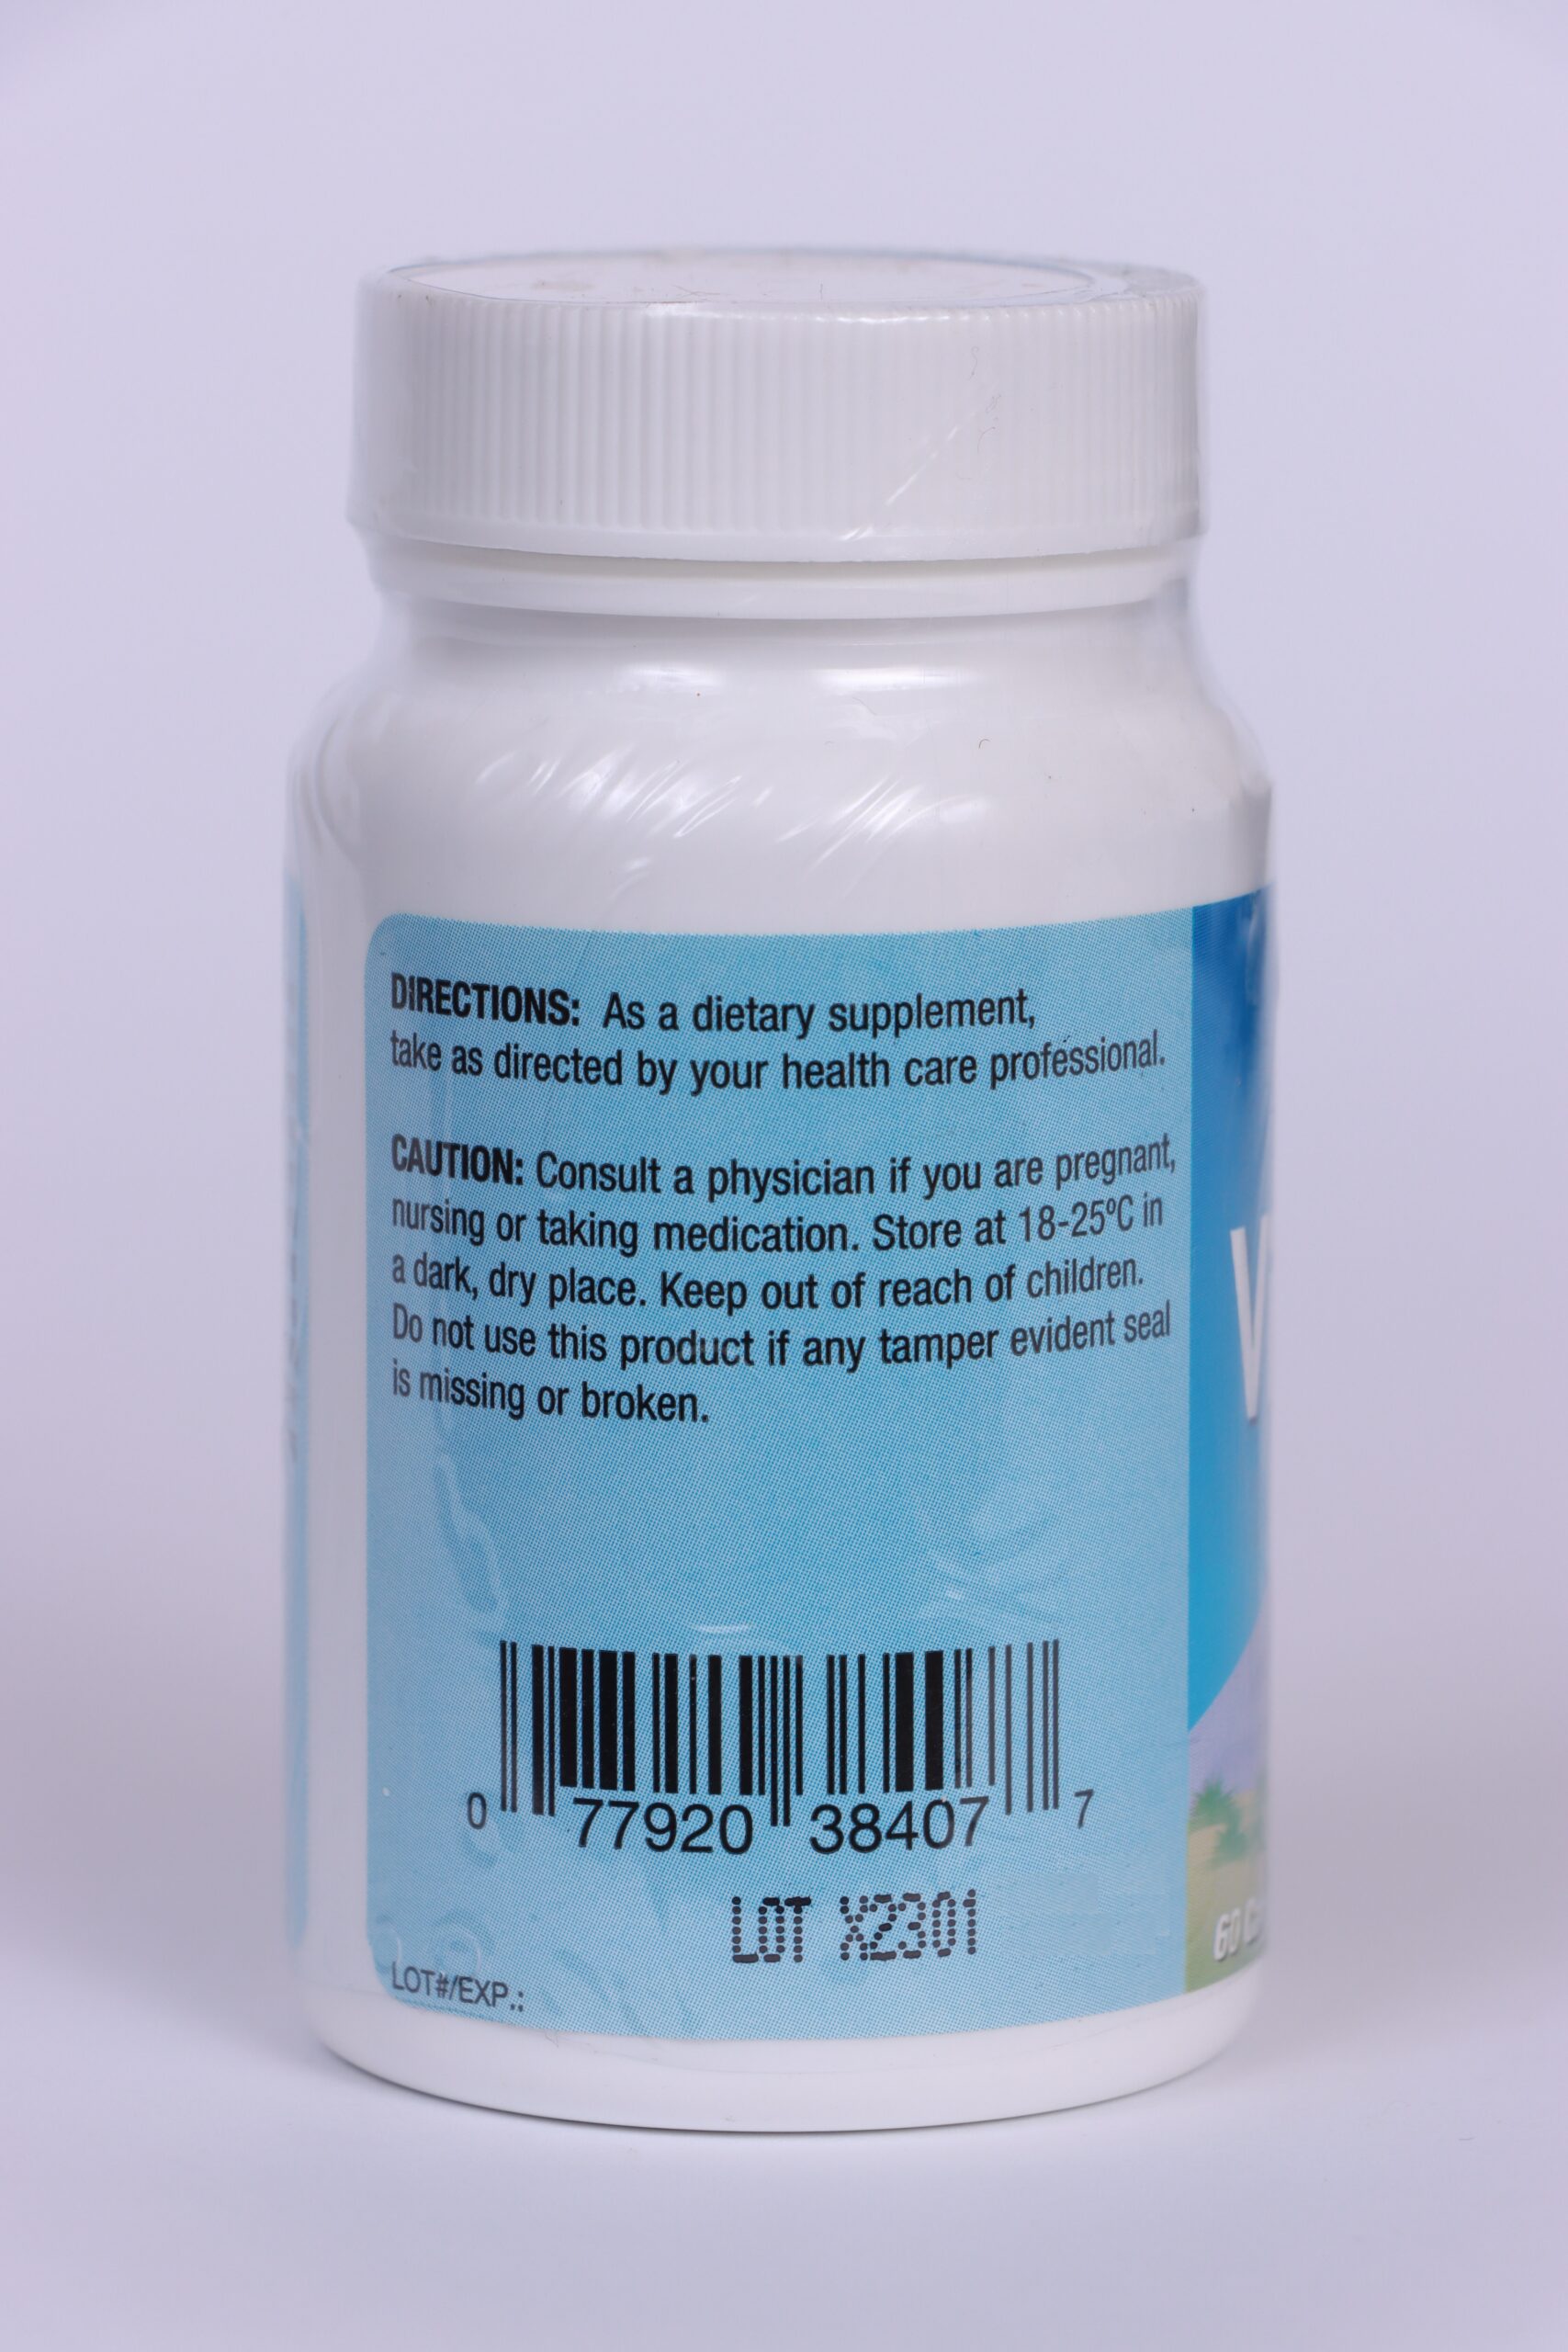 DIRECTIONS: As a dietary supplement,
take as directed by your health care professional.
CAUTION: Consult a physician if you are pregnant,
nursing or taking medication. Store at 18-25ºC in
a dark, dry place. Keep out of reach of children.
Do not use this product if any tamper evident seal
is missing or broken.
0 77920 38407 7
LOT X2301
LOT#/EXP.:
60